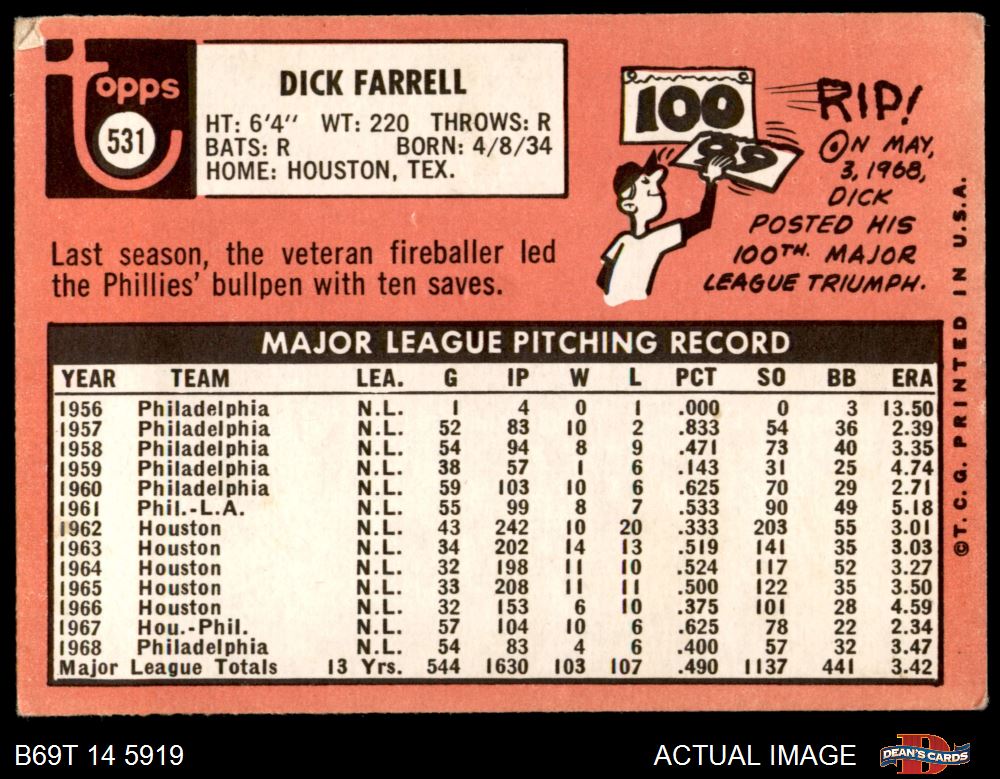 Topps
531
DICK FARRELL
HT: 6'4" WT: 220 THROWS: R
BATS: R BORN: 4/8/34
HOME: HOUSTON, TEX.
Last season, the veteran fireballer led
the Phillies' bullpen with ten saves.
100
99
RIP!
ON MAY,
3, 1968,
DICK
POSTED HIS
100TH. MAJOR
LEAGUE TRIUMPH.
MAJOR LEAGUE PITCHING RECORD
YEAR TEAM LEA. G IP W L PCT SO BB ERA
1956 Philadelphia N.L. 1 4 0 1 .000 0 3 13.50
1957 Philadelphia N.L. 52 83 10 2 .833 54 36 2.39
1958 Philadelphia N.L. 54 94 8 9 .471 73 40 3.35
1959 Philadelphia N.L. 38 57 1 6 .143 31 25 4.74
1960 Philadelphia N.L. 59 103 10 6 .625 70 29 2.71
1961 Phil.-L.A. N.L. 55 99 8 7 .533 90 49 5.18
1962 Houston N.L. 43 242 10 20 .333 203 55 3.01
1963 Houston N.L. 34 202 14 13 .519 141 35 3.03
1964 Houston N.L. 32 198 11 10 .524 117 52 3.27
1965 Houston N.L. 33 208 11 11 .500 122 35 3.50
1966 Houston N.L. 32 153 6 10 .375 101 28 4.59
1967 Hou.-Phil. N.L. 57 104 10 6 .625 78 22 2.34
1968 Philadelphia N.L. 54 83 4 6 .400 57 32 3.47
Major League Totals 13 Yrs. 544 1630 103 107 .490 1137 441 3.42
©T.C.G. PRINTED IN U.S.A.
B69T 14 5919
ACTUAL IMAGE
DEAN'S CARDS